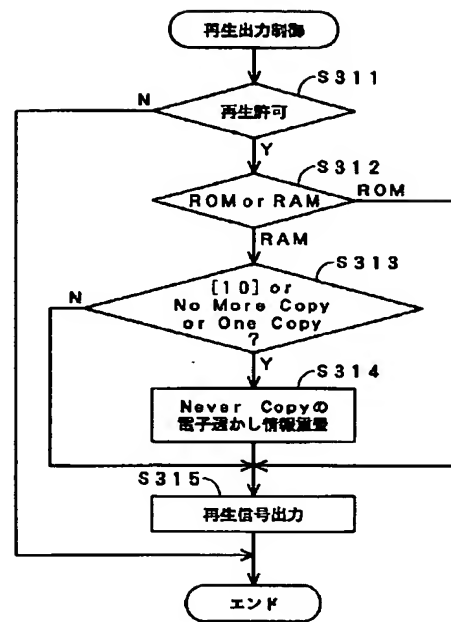 再生出力制御
S311
N
再生許可
Y
S312
ROM or RAM
ROM
RAM
S313
N
[10] or
No More Copy
or One Copy
?
Y
S314
Never Copyの
電子透かし情報重畳
S315
再生信号出力
エンド